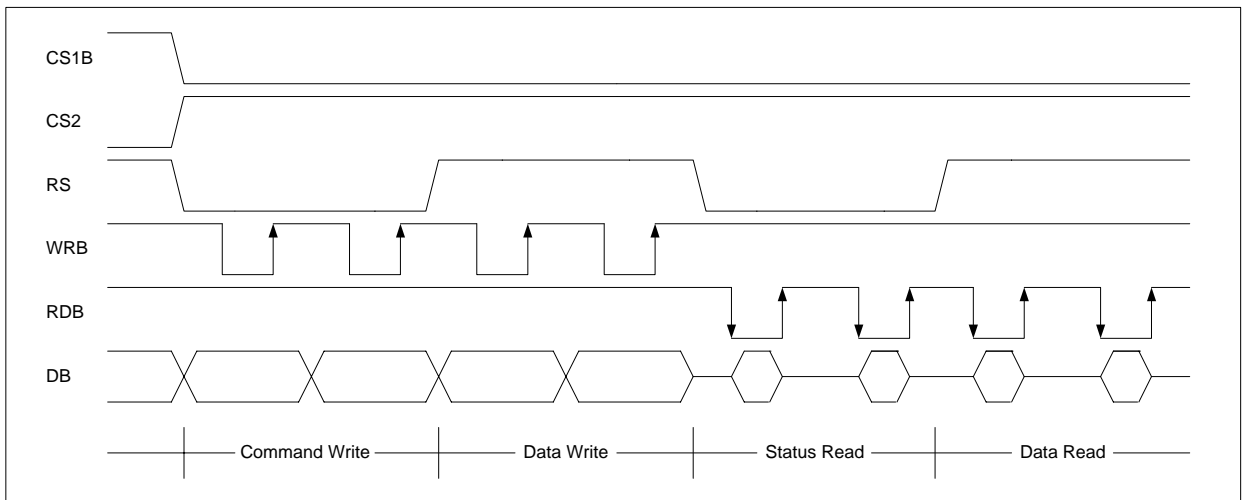 CS1B
CS2
RS
WRB
RDB
DB
Command Write
Data Write
Status Read
Data Read